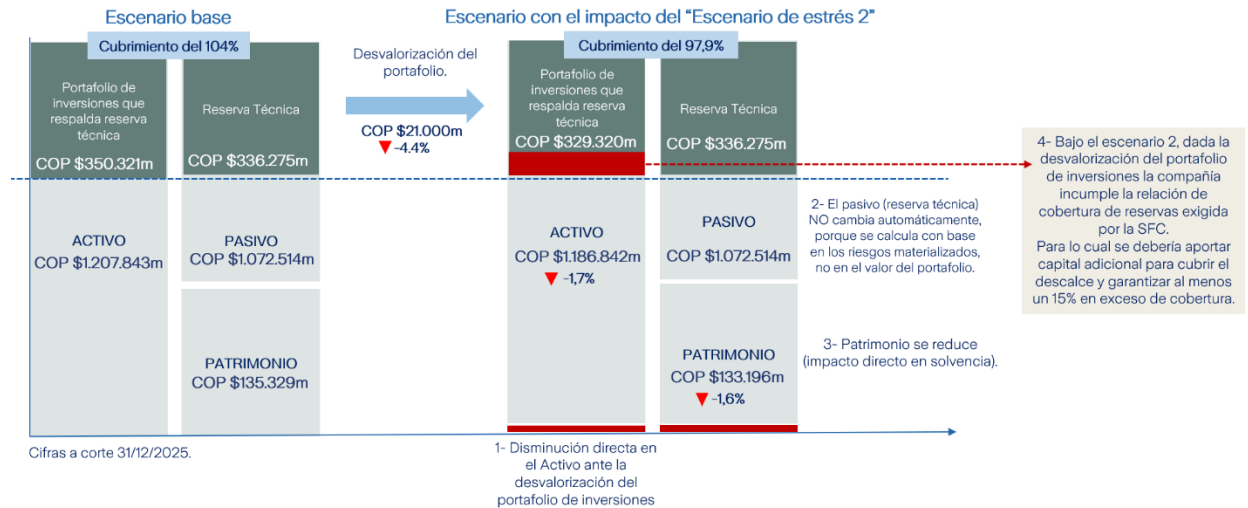 Escenario base
Cubrimiento del 104%
Portafolio de
inversiones que
respalda reserva
técnica
COP $350.321m
Reserva Técnica
COP $336.275m
ACTIVO
COP $1.207.843m
PASIVO
COP $1.072.514m
PATRIMONIO
COP $135.329m
Cifras a corte 31/12/2025.
Desvalorización del
portafolio.
COP $21.000m
-4.4%
Escenario con el impacto del “Escenario de estrés 2”
Cubrimiento del 97,9%
Portafolio de
inversiones que
respalda reserva
técnica
COP $329.320m
Reserva Técnica
COP $336.275m
ACTIVO
COP $1.186.842m
-1,7%
PASIVO
COP $1.072.514m
PATRIMONIO
COP $133.196m
-1,6%
1- Disminución directa en
el Activo ante la
desvalorización del
portafolio de inversiones
2- El pasivo (reserva técnica)
NO cambia automáticamente,
porque se calcula con base
en los riesgos materializados,
no en el valor del portafolio.
3- Patrimonio se reduce
(impacto directo en solvencia).
4- Bajo el escenario 2, dada la
desvalorización del portafolio
de inversiones la compañía
incumple la relación de
cobertura de reservas exigida
por la SFC.
Para lo cual se debería aportar
capital adicional para cubrir el
descalce y garantizar al menos
un 15% en exceso de cobertura.